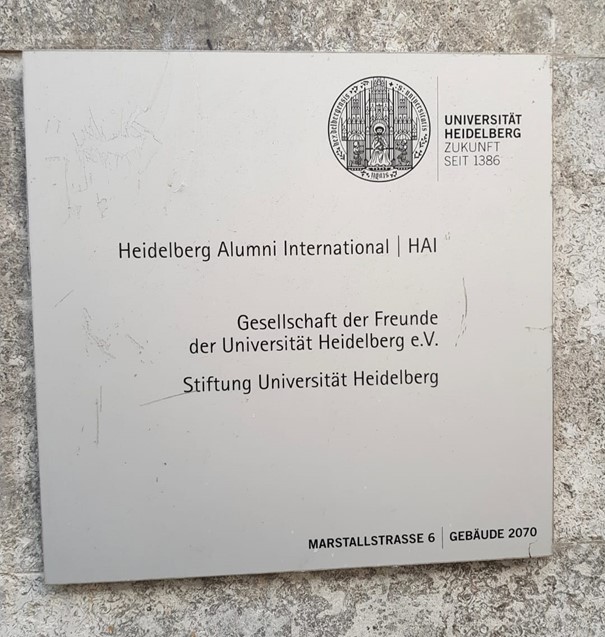 UNIVERSITÄT
HEIDELBERG
ZUKUNFT
SEIT 1386
Heidelberg Alumni International | HAI
Gesellschaft der Freunde
der Universität Heidelberg e.V.
Stiftung Universität Heidelberg
MARSTALLSTRASSE 6 | GEBÄUDE 2070